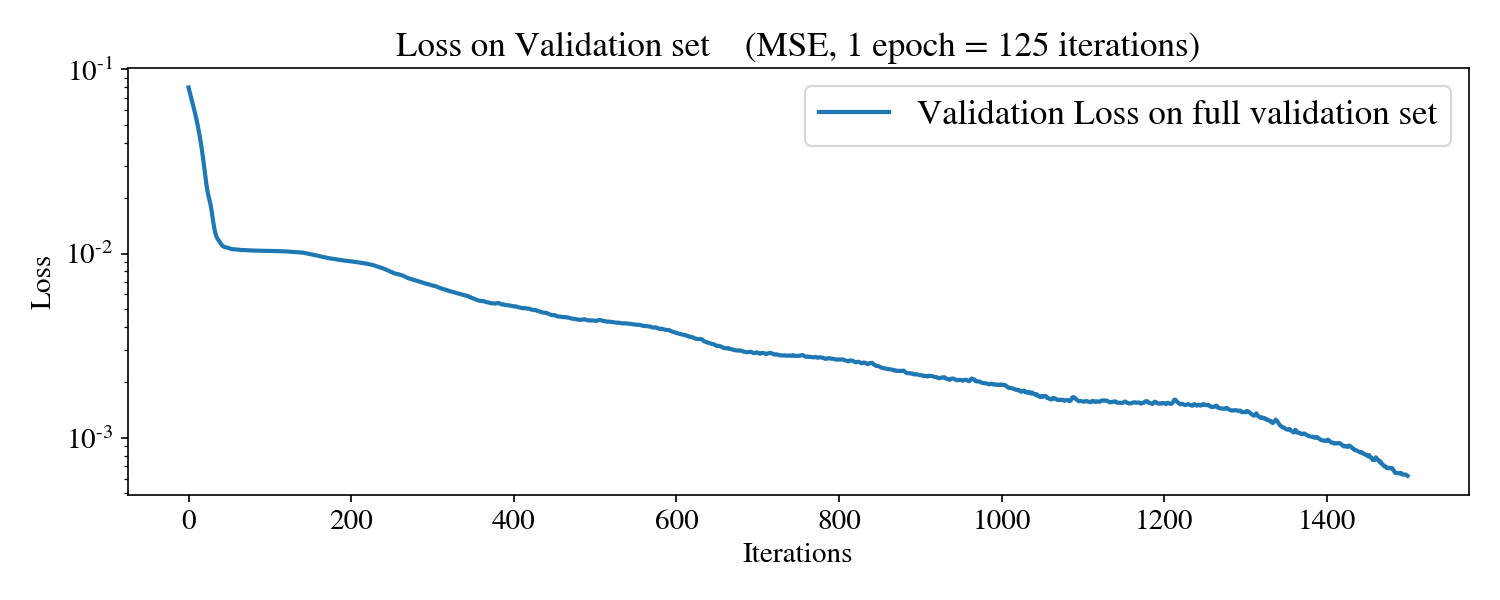 Loss on Validation set (MSE, 1 epoch = 125 iterations)
Validation Loss on full validation set
10-1
10-2
10-3
Loss
0 200 400 600 800 1000 1200 1400
Iterations